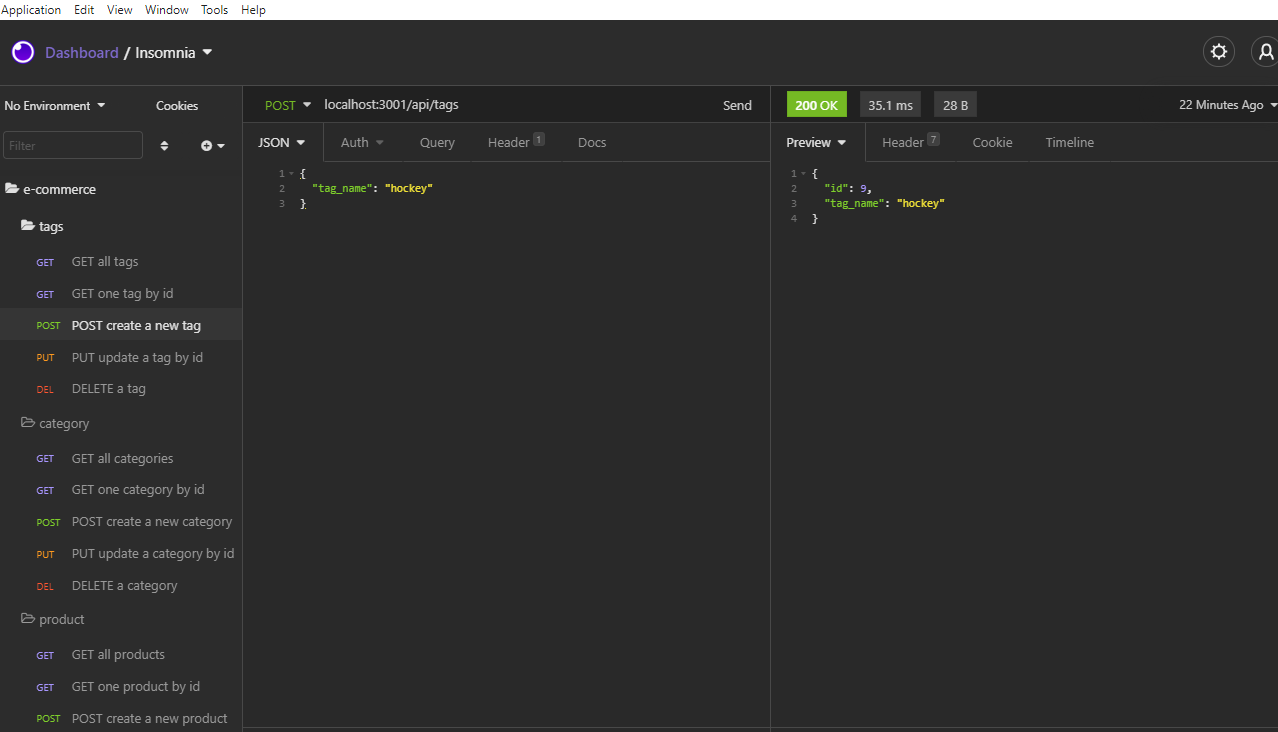 Application Edit View Window Tools Help
Dashboard / Insomnia
No Environment Cookies
Filter
e-commerce
tags
GET GET all tags
GET GET one tag by id
POST POST create a new tag
PUT PUT update a tag by id
DEL DELETE a tag
category
GET GET all categories
GET GET one category by id
POST POST create a new category
PUT PUT update a category by id
DEL DELETE a category
product
GET GET all products
GET GET one product by id
POST POST create a new product
POST localhost:3001/api/tags Send
JSON Auth Query Header 1 Docs
1 {
2 "tag_name": "hockey"
3 }
200 OK 35.1 ms 28 B 22 Minutes Ago
Preview Header 7 Cookie Timeline
1 {
2 "id": 9,
3 "tag_name": "hockey"
4 }